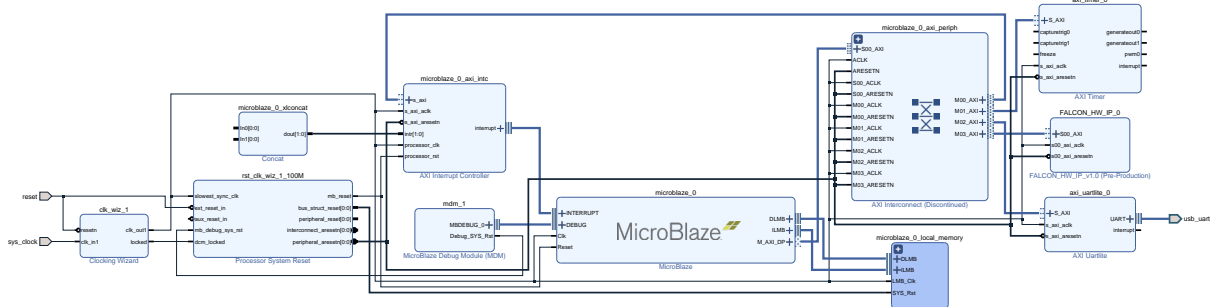 reset
sys_clock
clk_wiz_1
resetn
clk_in1
clk_out1
locked
Clocking Wizard
microblaze_0_xlconcat
In0[0:0]
In1[0:0]
dout[1:0]
Concat
rst_clk_wiz_1_100M
slowest_sync_clk
ext_reset_in
aux_reset_in
mb_debug_sys_rst
dcm_locked
mb_reset
bus_struct_reset[0:0]
peripheral_reset[0:0]
interconnect_aresetn[0:0]
peripheral_aresetn[0:0]
Processor System Reset
microblaze_0_axi_intc
s_axi
s_axi_aclk
s_axi_aresetn
intr[1:0]
processor_clk
processor_rst
interrupt
AXI Interrupt Controller
mdm_1
MBDEBUG_0
Debug_SYS_Rst
MicroBlaze Debug Module (MDM)
microblaze_0
INTERRUPT
DEBUG
Clk
Reset
MicroBlaze
DLMB
ILMB
M_AXI_DP
MicroBlaze
microblaze_0_axi_periph
S00_AXI
ACLK
ARESETN
S00_ACLK
S00_ARESETN
M00_ACLK
M00_ARESETN
M01_ACLK
M01_ARESETN
M02_ACLK
M02_ARESETN
M03_ACLK
M03_ARESETN
M00_AXI
M01_AXI
M02_AXI
M03_AXI
AXI Interconnect (Discontinued)
microblaze_0_local_memory
DLMB
ILMB
LMB_Clk
SYS_Rst
axi_timer_0
S_AXI
capturetrig0
capturetrig1
freeze
s_axi_aclk
s_axi_aresetn
generateout0
generateout1
pwm0
interrupt
AXI Timer
FALCON_HW_IP_0
S00_AXI
s00_axi_aclk
s00_axi_aresetn
FALCON_HW_IP_v1.0 (Pre-Production)
axi_uartlite_0
S_AXI
s_axi_aclk
s_axi_aresetn
UART
interrupt
AXI Uartlite
usb_uart